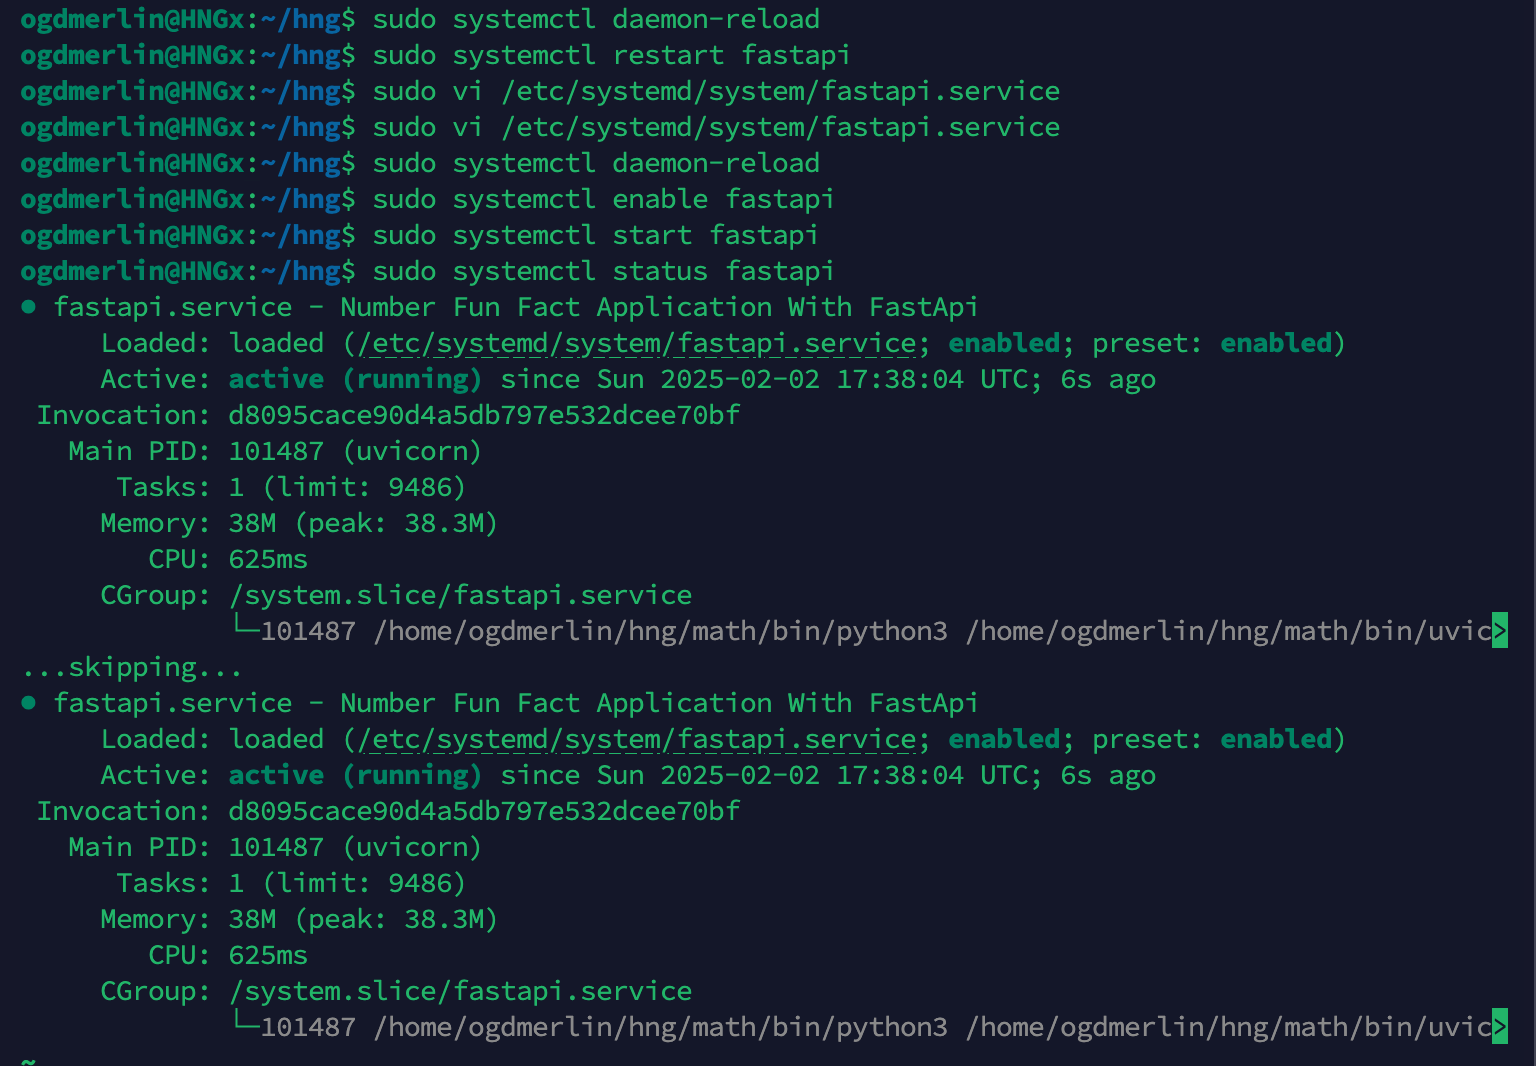 ogdmerlin@HNGx:~/hng$ sudo systemctl daemon-reload
ogdmerlin@HNGx:~/hng$ sudo systemctl restart fastapi
ogdmerlin@HNGx:~/hng$ sudo vi /etc/systemd/system/fastapi.service
ogdmerlin@HNGx:~/hng$ sudo vi /etc/systemd/system/fastapi.service
ogdmerlin@HNGx:~/hng$ sudo systemctl daemon-reload
ogdmerlin@HNGx:~/hng$ sudo systemctl enable fastapi
ogdmerlin@HNGx:~/hng$ sudo systemctl start fastapi
ogdmerlin@HNGx:~/hng$ sudo systemctl status fastapi
● fastapi.service - Number Fun Fact Application With FastApi
     Loaded: loaded (/etc/systemd/system/fastapi.service; enabled; preset: enabled)
     Active: active (running) since Sun 2025-02-02 17:38:04 UTC; 6s ago
 Invocation: d8095cace90d4a5db797e532dcee70bf
   Main PID: 101487 (uvicorn)
      Tasks: 1 (limit: 9486)
     Memory: 38M (peak: 38.3M)
        CPU: 625ms
     CGroup: /system.slice/fastapi.service
             └─101487 /home/ogdmerlin/hng/math/bin/python3 /home/ogdmerlin/hng/math/bin/uvic>
...skipping...
● fastapi.service - Number Fun Fact Application With FastApi
     Loaded: loaded (/etc/systemd/system/fastapi.service; enabled; preset: enabled)
     Active: active (running) since Sun 2025-02-02 17:38:04 UTC; 6s ago
 Invocation: d8095cace90d4a5db797e532dcee70bf
   Main PID: 101487 (uvicorn)
      Tasks: 1 (limit: 9486)
     Memory: 38M (peak: 38.3M)
        CPU: 625ms
     CGroup: /system.slice/fastapi.service
             └─101487 /home/ogdmerlin/hng/math/bin/python3 /home/ogdmerlin/hng/math/bin/uvic>
~